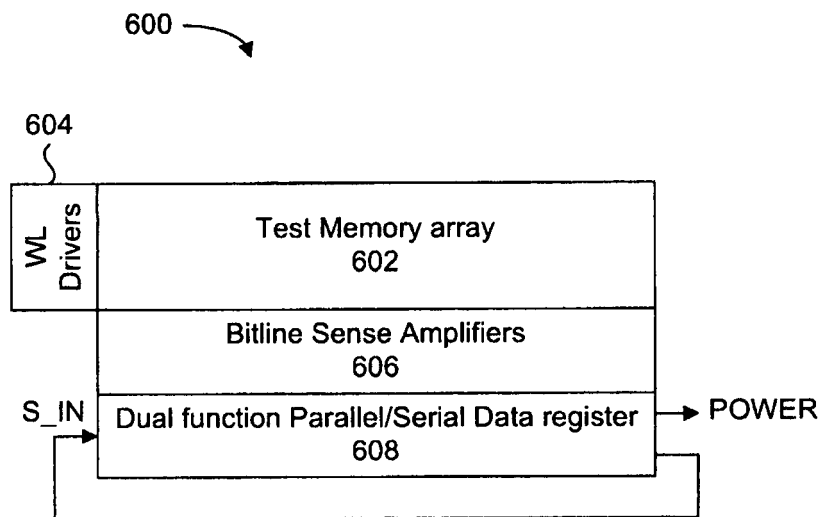 600
604
WL
Drivers
Test Memory array
602
Bitline Sense Amplifiers
606
S_IN
Dual function Parallel/Serial Data register
608
POWER